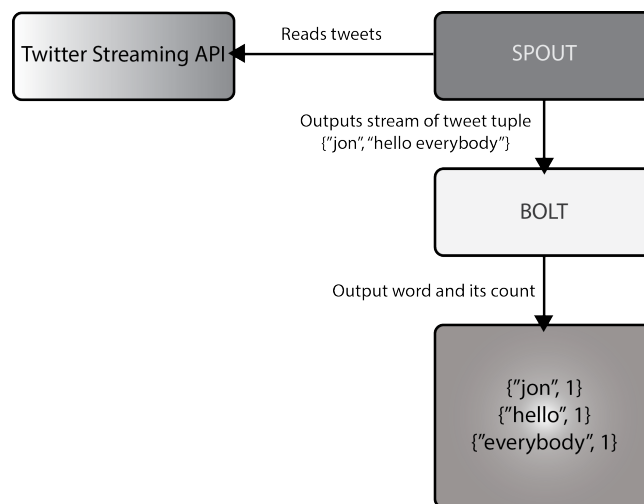 Twitter Streaming API
Reads tweets
SPOUT
Outputs stream of tweet tuple
{"jon", "hello everybody"}
BOLT
Output word and its count
{"jon", 1}
{"hello", 1}
{"everybody", 1}